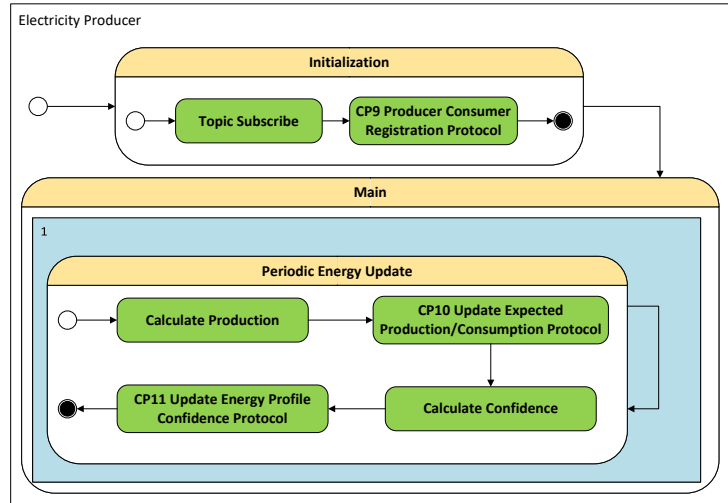 Electricity Producer
Initialization
Topic Subscribe
CP9 Producer Consumer
Registration Protocol
Main
1
Periodic Energy Update
Calculate Production
CP10 Update Expected
Production/Consumption Protocol
CP11 Update Energy Profile
Confidence Protocol
Calculate Confidence